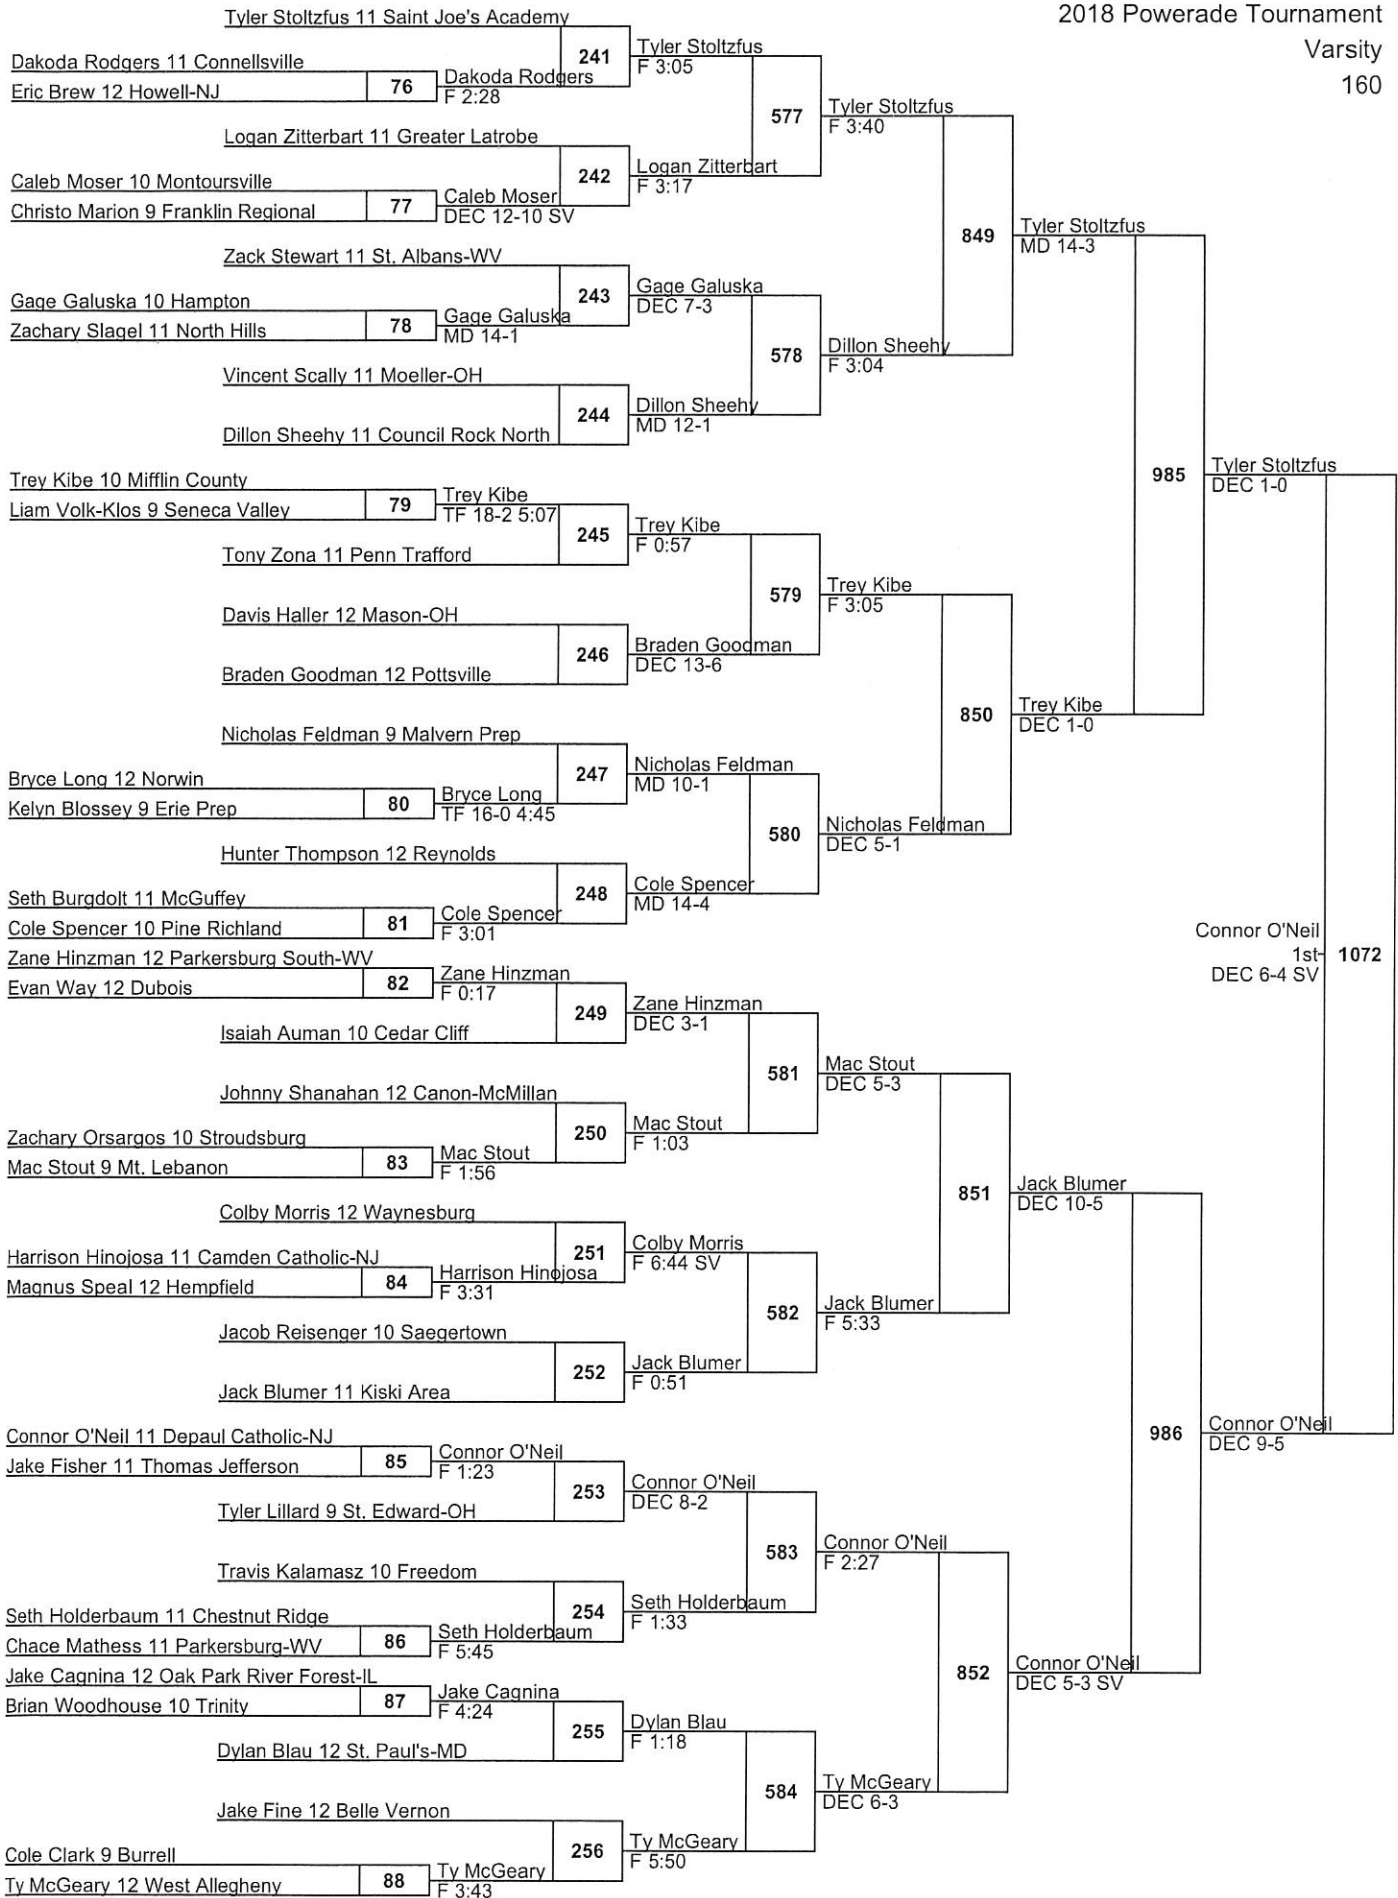 2018 Powerade Tournament
Varsity
160
Tyler Stoltzfus 11 Saint Joe's Academy
241
Tyler Stoltzfus
F 3:05
Dakoda Rodgers 11 Connellsville
76
Dakoda Rodgers
F 2:28
Eric Brew 12 Howell-NJ
577
Tyler Stoltzfus
F 3:40
Logan Zitterbart 11 Greater Latrobe
242
Logan Zitterbart
F 3:17
Caleb Moser 10 Montoursville
77
Caleb Moser
DEC 12-10 SV
Christo Marion 9 Franklin Regional
849
Tyler Stoltzfus
MD 14-3
Zack Stewart 11 St. Albans-WV
243
Gage Galuska
DEC 7-3
Gage Galuska 10 Hampton
78
Gage Galuska
MD 14-1
Zachary Slagel 11 North Hills
578
Dillon Sheehy
F 3:04
Vincent Scally 11 Moeller-OH
244
Dillon Sheehy
MD 12-1
Dillon Sheehy 11 Council Rock North
985
Tyler Stoltzfus
DEC 1-0
Trey Kibe 10 Mifflin County
79
Trey Kibe
TF 18-2 5:07
Liam Volk-Klos 9 Seneca Valley
245
Trey Kibe
F 0:57
Tony Zona 11 Penn Trafford
579
Trey Kibe
F 3:05
Davis Haller 12 Mason-OH
246
Braden Goodman
DEC 13-6
Braden Goodman 12 Pottsville
850
Trey Kibe
DEC 1-0
Nicholas Feldman 9 Malvern Prep
247
Nicholas Feldman
MD 10-1
Bryce Long 12 Norwin
80
Bryce Long
TF 16-0 4:45
Kelyn Blossey 9 Erie Prep
580
Nicholas Feldman
DEC 5-1
Hunter Thompson 12 Reynolds
248
Cole Spencer
MD 14-4
Seth Burgdolt 11 McGuffey
81
Cole Spencer
F 3:01
Cole Spencer 10 Pine Richland
Connor O'Neil
1st
DEC 6-4 SV
1072
Zane Hinzman 12 Parkersburg South-WV
82
Zane Hinzman
F 0:17
Evan Way 12 Dubois
249
Zane Hinzman
DEC 3-1
Isaiah Auman 10 Cedar Cliff
581
Mac Stout
DEC 5-3
Johnny Shanahan 12 Canon-McMillan
250
Mac Stout
F 1:03
Zachary Orsargos 10 Stroudsburg
83
Mac Stout
F 1:56
Mac Stout 9 Mt. Lebanon
851
Jack Blumer
DEC 10-5
Colby Morris 12 Waynesburg
251
Colby Morris
F 6:44 SV
Harrison Hinojosa 11 Camden Catholic-NJ
84
Harrison Hinojosa
F 3:31
Magnus Speal 12 Hempfield
582
Jack Blumer
F 5:33
Jacob Reisenger 10 Saegertown
252
Jack Blumer
F 0:51
Jack Blumer 11 Kiski Area
986
Connor O'Neil
DEC 9-5
Connor O'Neil 11 Depaul Catholic-NJ
85
Connor O'Neil
F 1:23
Jake Fisher 11 Thomas Jefferson
253
Connor O'Neil
DEC 8-2
Tyler Lillard 9 St. Edward-OH
583
Connor O'Neil
F 2:27
Travis Kalamasz 10 Freedom
254
Seth Holderbaum
F 1:33
Seth Holderbaum 11 Chestnut Ridge
86
Seth Holderbaum
F 5:45
Chace Mathess 11 Parkersburg-WV
852
Connor O'Neil
DEC 5-3 SV
Jake Cagnina 12 Oak Park River Forest-IL
87
Jake Cagnina
F 4:24
Brian Woodhouse 10 Trinity
255
Dylan Blau
F 1:18
Dylan Blau 12 St. Paul's-MD
584
Ty McGeary
DEC 6-3
Jake Fine 12 Belle Vernon
256
Ty McGeary
F 5:50
Cole Clark 9 Burrell
88
Ty McGeary
F 3:43
Ty McGeary 12 West Allegheny